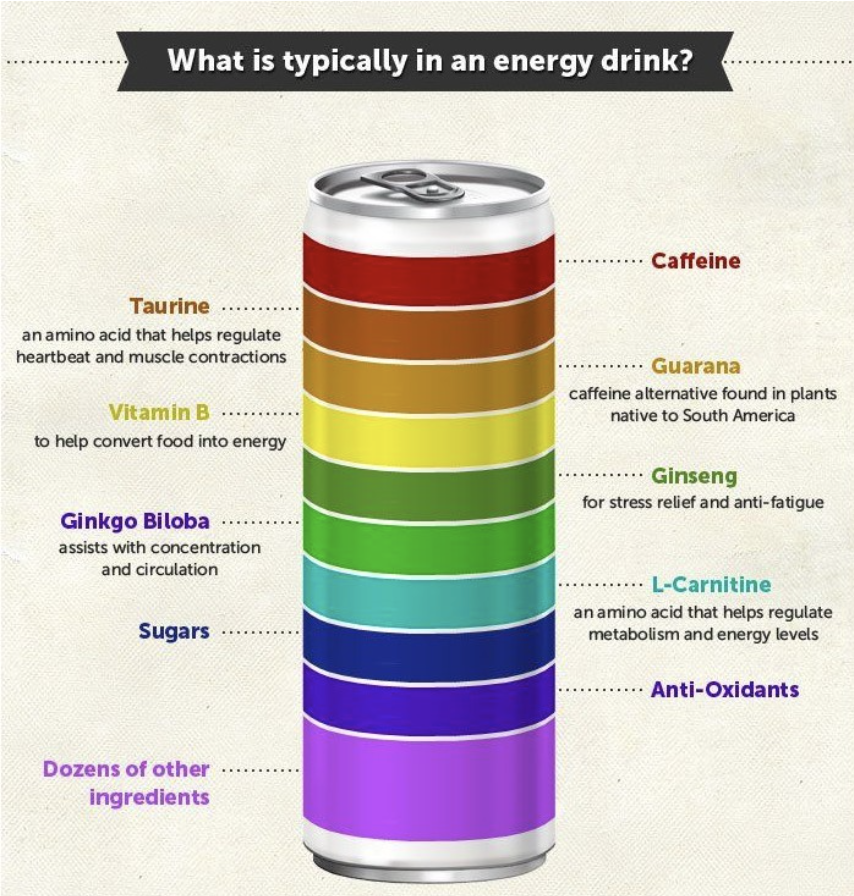 What is typically in an energy drink?
Caffeine
Taurine
an amino acid that helps regulate
heartbeat and muscle contractions
Guarana
caffeine alternative found in plants
native to South America
Vitamin B
to help convert food into energy
Ginseng
for stress relief and anti-fatigue
Ginkgo Biloba
assists with concentration
and circulation
L-Carnitine
an amino acid that helps regulate
metabolism and energy levels
Sugars
Anti-Oxidants
Dozens of other
ingredients